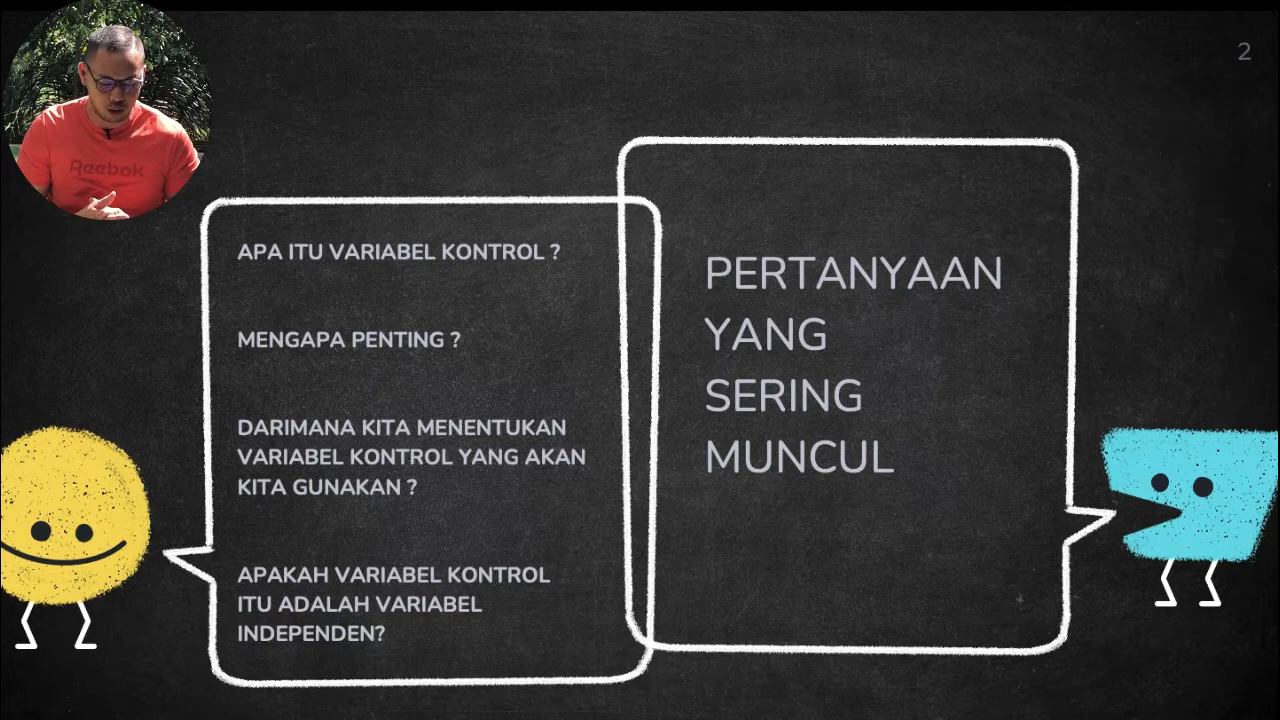 2
Reebok
APA ITU VARIABEL KONTROL ?
MENGAPA PENTING ?
DARIMANA KITA MENENTUKAN
VARIABEL KONTROL YANG AKAN
KITA GUNAKAN ?
APAKAH VARIABEL KONTROL
ITU ADALAH VARIABEL
INDEPENDEN?
PERTANYAAN
YANG
SERING
MUNCUL